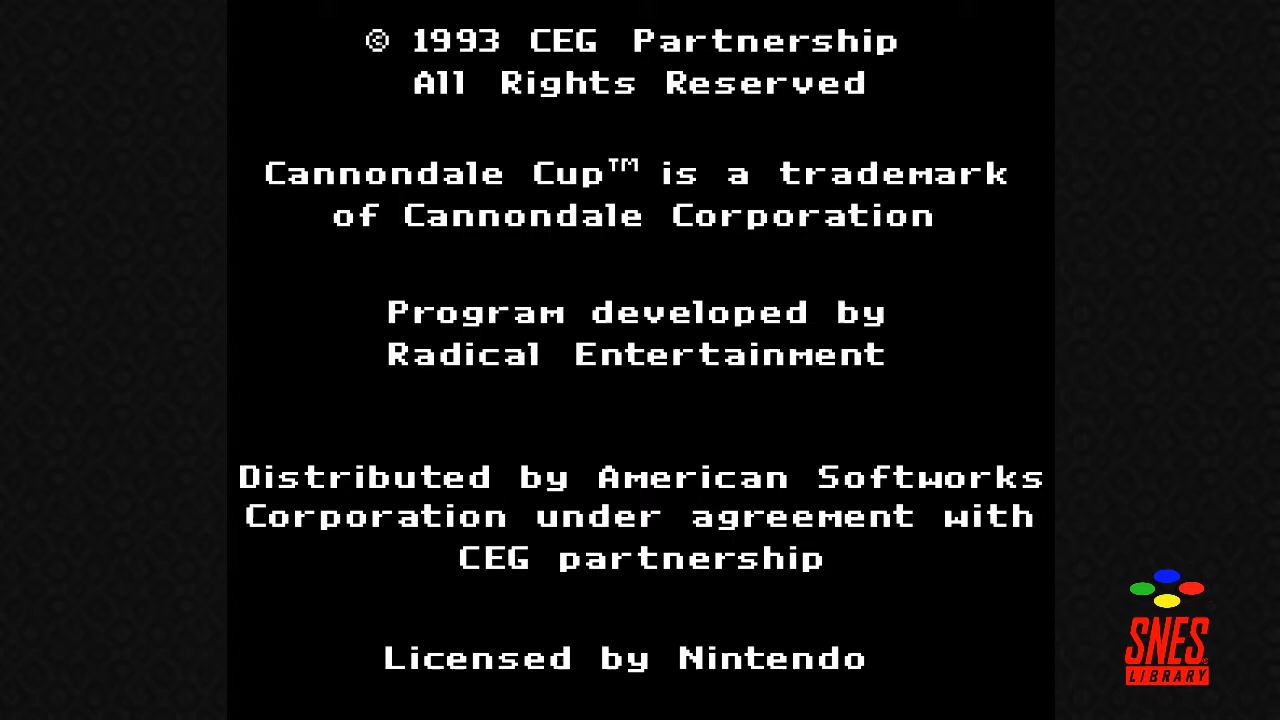 © 1993 CEG Partnership
All Rights Reserved
Cannondale Cup™ is a trademark
of Cannondale Corporation
Program developed by
Radical Entertainment
Distributed by American Softworks
Corporation under agreement with
CEG partnership
Licensed by Nintendo
SNES
LIBRARY